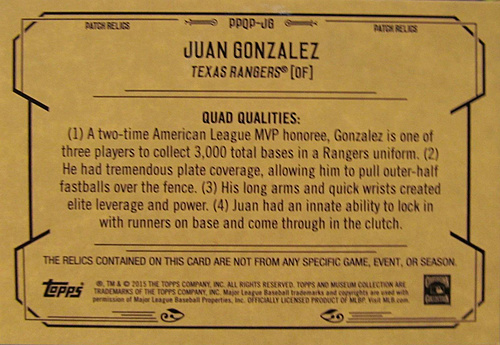 PATCH RELICS PPQP-JG PATCH RELICS
JUAN GONZALEZ
TEXAS RANGERS® [OF]
QUAD QUALITIES:
(1) A two-time American League MVP honoree, Gonzalez is one of
three players to collect 3,000 total bases in a Rangers uniform. (2)
He had tremendous plate coverage, allowing him to pull outer-half
fastballs over the fence. (3) His long arms and quick wrists created
elite leverage and power. (4) Juan had an innate ability to lock in
with runners on base and come through in the clutch.
THE RELICS CONTAINED ON THIS CARD ARE NOT FROM ANY SPECIFIC GAME, EVENT, OR SEASON.
Topps
®, TM & © 2015 THE TOPPS COMPANY, INC. ALL RIGHTS RESERVED. TOPPS AND MUSEUM COLLECTION ARE
TRADEMARKS OF THE TOPPS COMPANY, INC. Major League Baseball trademarks and copyrights are used with
permission of Major League Baseball Properties, Inc. OFFICIALLY LICENSED PRODUCT OF MLBP. Visit MLB.com.